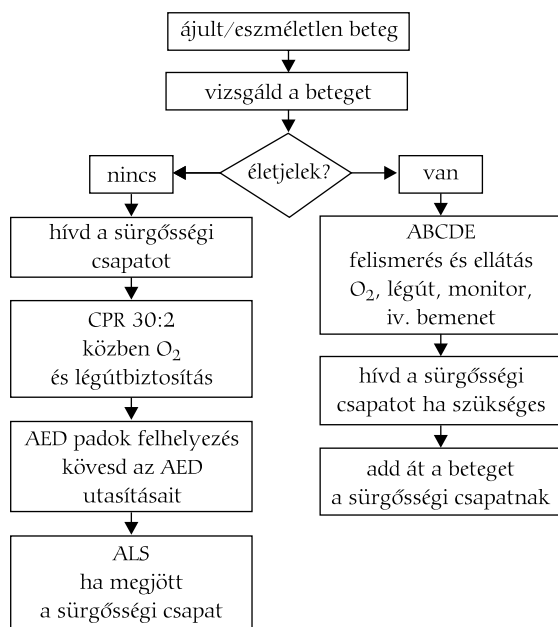 ájult/eszméletlen beteg
vizsgáld a beteget
életjelek?
nincs
hívd a sürgősségi
csapatot
CPR 30:2
közben O₂
és légútbiztosítás
AED padok felhelyezés
kövesd az AED
utasításait
ALS
ha megjött
a sürgősségi csapat
van
ABCDE
felismerés és ellátás
O₂, légút, monitor,
iv. bemenet
hívd a sürgősségi
csapatot ha szükséges
add át a beteget
a sürgősségi csapatnak